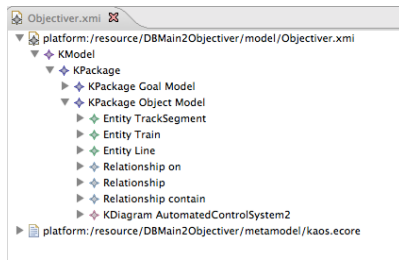 Objectiver.xmi
platform:/resource/DBMain2Objectiver/model/Objectiver.xmi
KModel
KPackage
KPackage Goal Model
KPackage Object Model
Entity TrackSegment
Entity Train
Entity Line
Relationship on
Relationship
Relationship contain
KDiagram AutomatedControlSystem2
platform:/resource/DBMain2Objectiver/metamodel/kaos.ecore